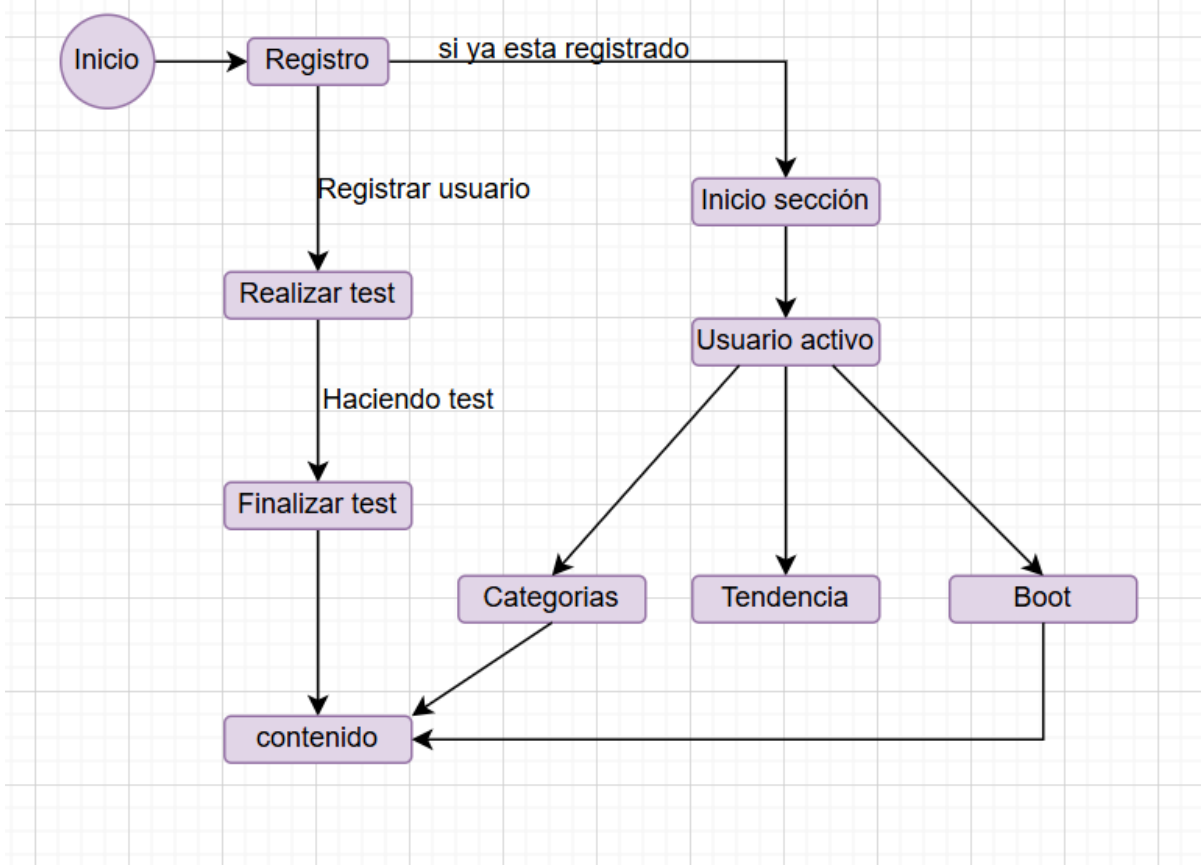 Inicio
Registro
si ya esta registrado
Registrar usuario
Inicio sección
Realizar test
Usuario activo
Haciendo test
Finalizar test
Categorias
Tendencia
Boot
contenido